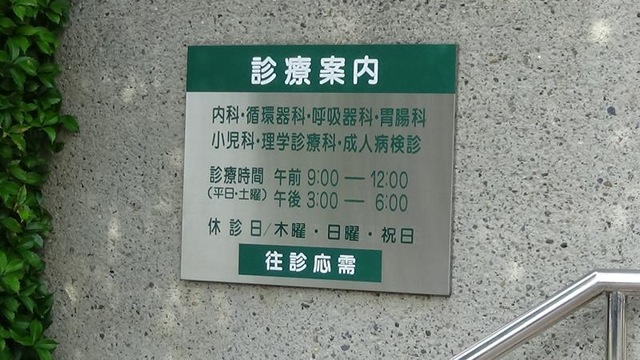 診療案内
内科・循環器科・呼吸器科・胃腸科
小児科・理学診療科・成人病検診
診療時間 午前 9:00 — 12:00
(平日・土曜) 午後 3:00 — 6:00
休診日/木曜・日曜・祝日
往診応需